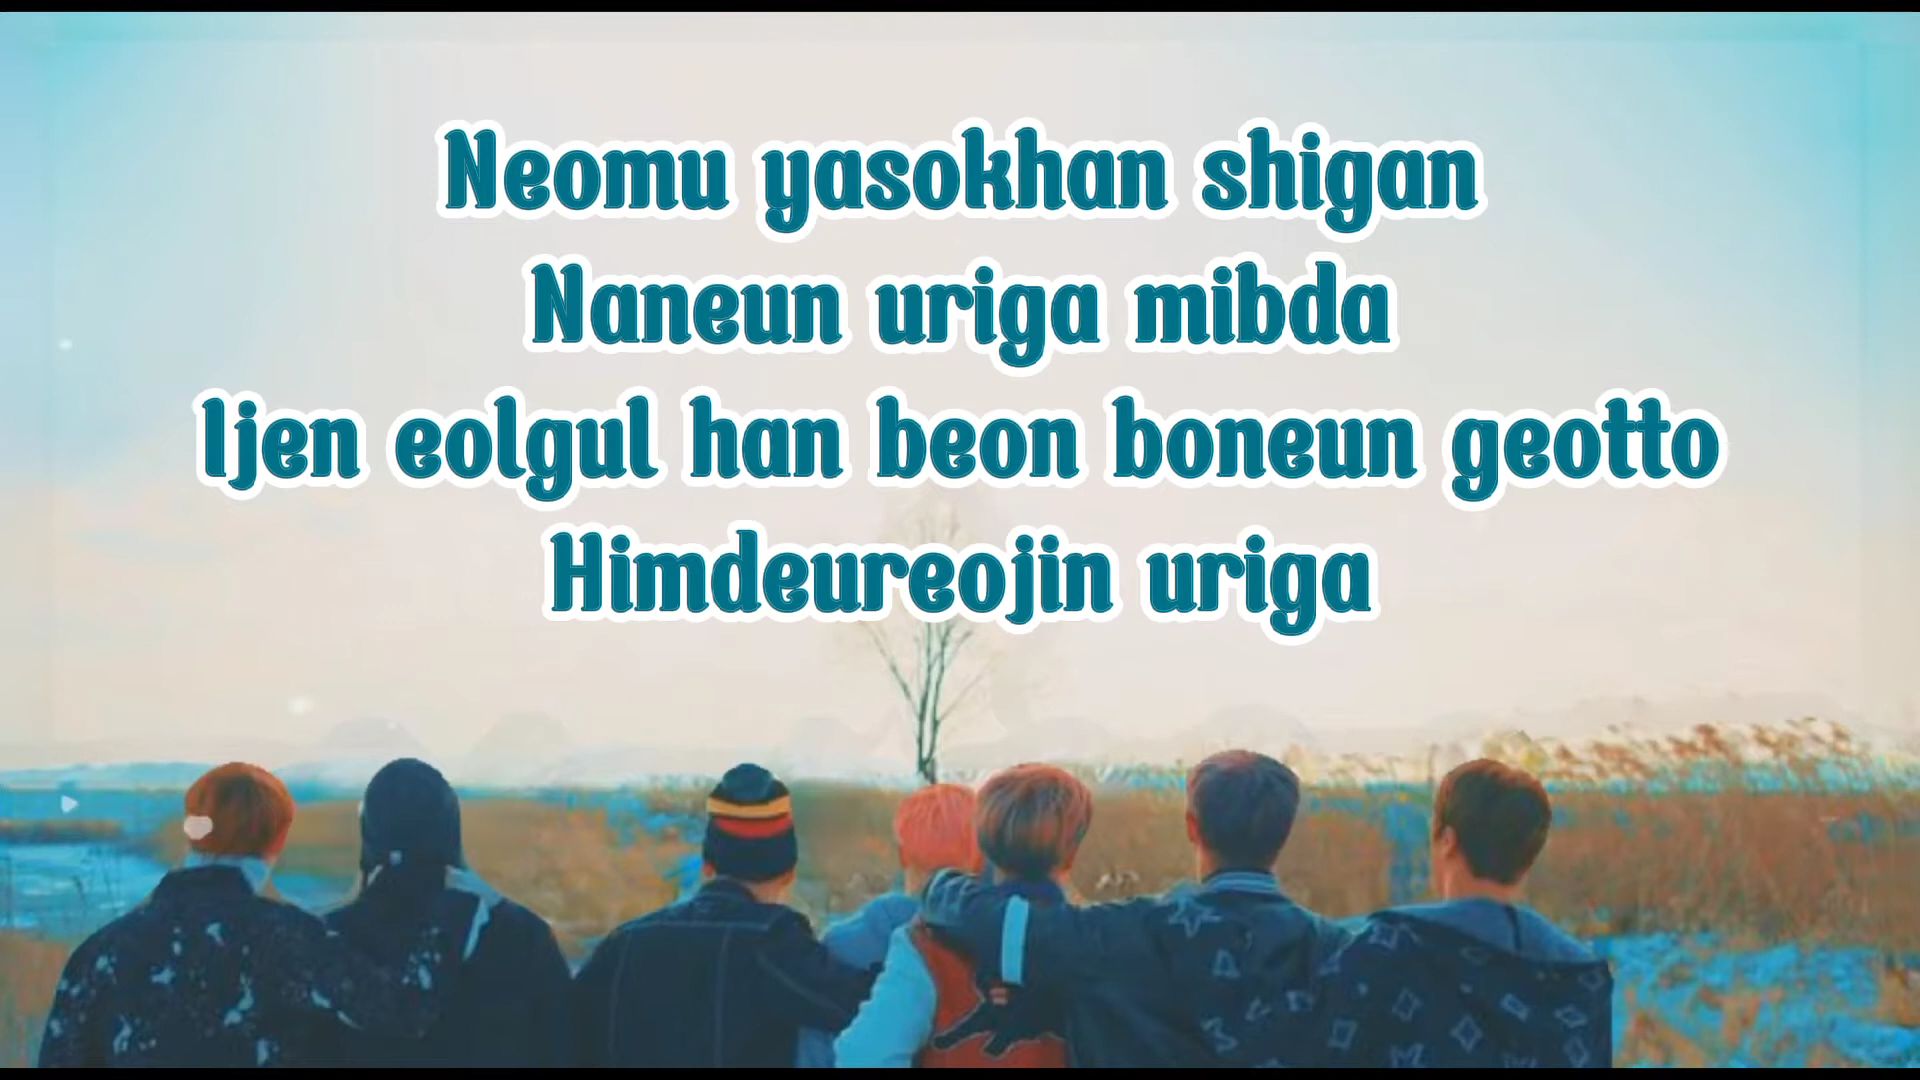 Neomu yasokhan shigan
Naneun uriga mibda
Ijen eolgul han beon boneun geotto
Himdeureojin uriga